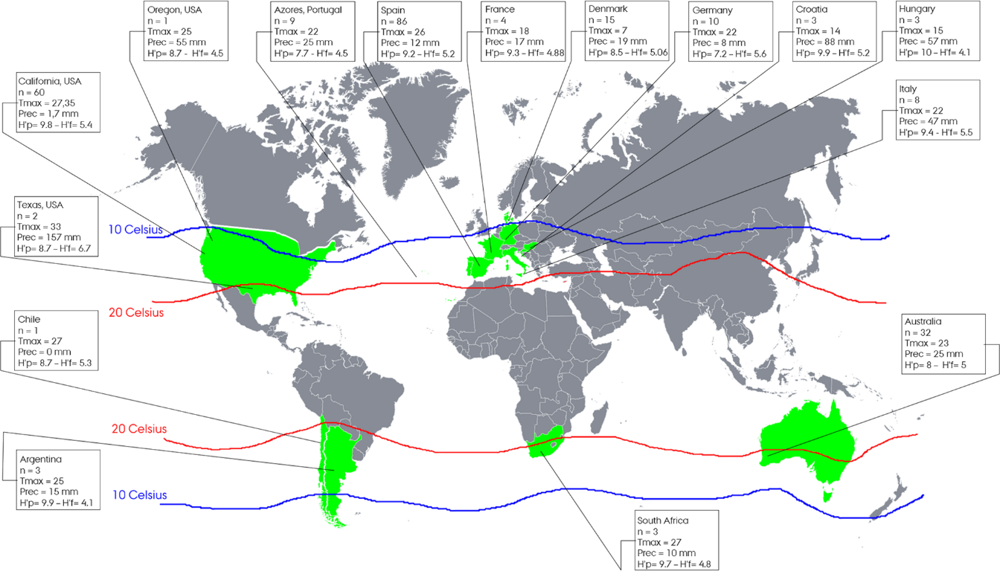 Oregon, USA
n = 1
Tmax = 25
Prec = 55 mm
H'p= 8.7 - H'f= 4.5
Azores, Portugal
n = 9
Tmax = 22
Prec = 25 mm
H'p= 7.7 - H'f= 4.5
Spain
n = 86
Tmax = 26
Prec = 12 mm
H'p= 9.2 – H'f= 5.2
France
n = 4
Tmax = 18
Prec = 17 mm
H'p= 9.3 – H'f= 4.88
Denmark
n = 15
Tmax = 7
Prec = 19 mm
H'p= 8.5 – H'f= 5.06
Germany
n = 10
Tmax = 22
Prec = 8 mm
H'p= 7.2 – H'f= 5.6
Croatia
n = 3
Tmax = 14
Prec = 88 mm
H'p= 9.9 – H'f= 5.2
Hungary
n = 3
Tmax = 15
Prec = 57 mm
H'p= 10 – H'f= 4.1
California, USA
n = 60
Tmax = 27,35
Prec = 1,7 mm
H'p= 9.8 – H'f= 5.4
Italy
n = 8
Tmax = 22
Prec = 47 mm
H'p= 9.4 - H'f= 5.5
Texas, USA
n = 2
Tmax = 33
Prec = 157 mm
H'p= 8.7 – H'f= 6.7
10 Celsius
20 Celsius
Chile
n = 1
Tmax = 27
Prec = 0 mm
H'p= 8.7 – H'f= 5.3
Australia
n = 32
Tmax = 23
Prec = 25 mm
H'p= 8 – H'f= 5
20 Celsius
Argentina
n = 3
Tmax = 25
Prec = 15 mm
H'p= 9.9 – H'f= 4.1
10 Celsius
South Africa
n = 3
Tmax = 27
Prec = 10 mm
H'p= 9.7 – H'f= 4.8